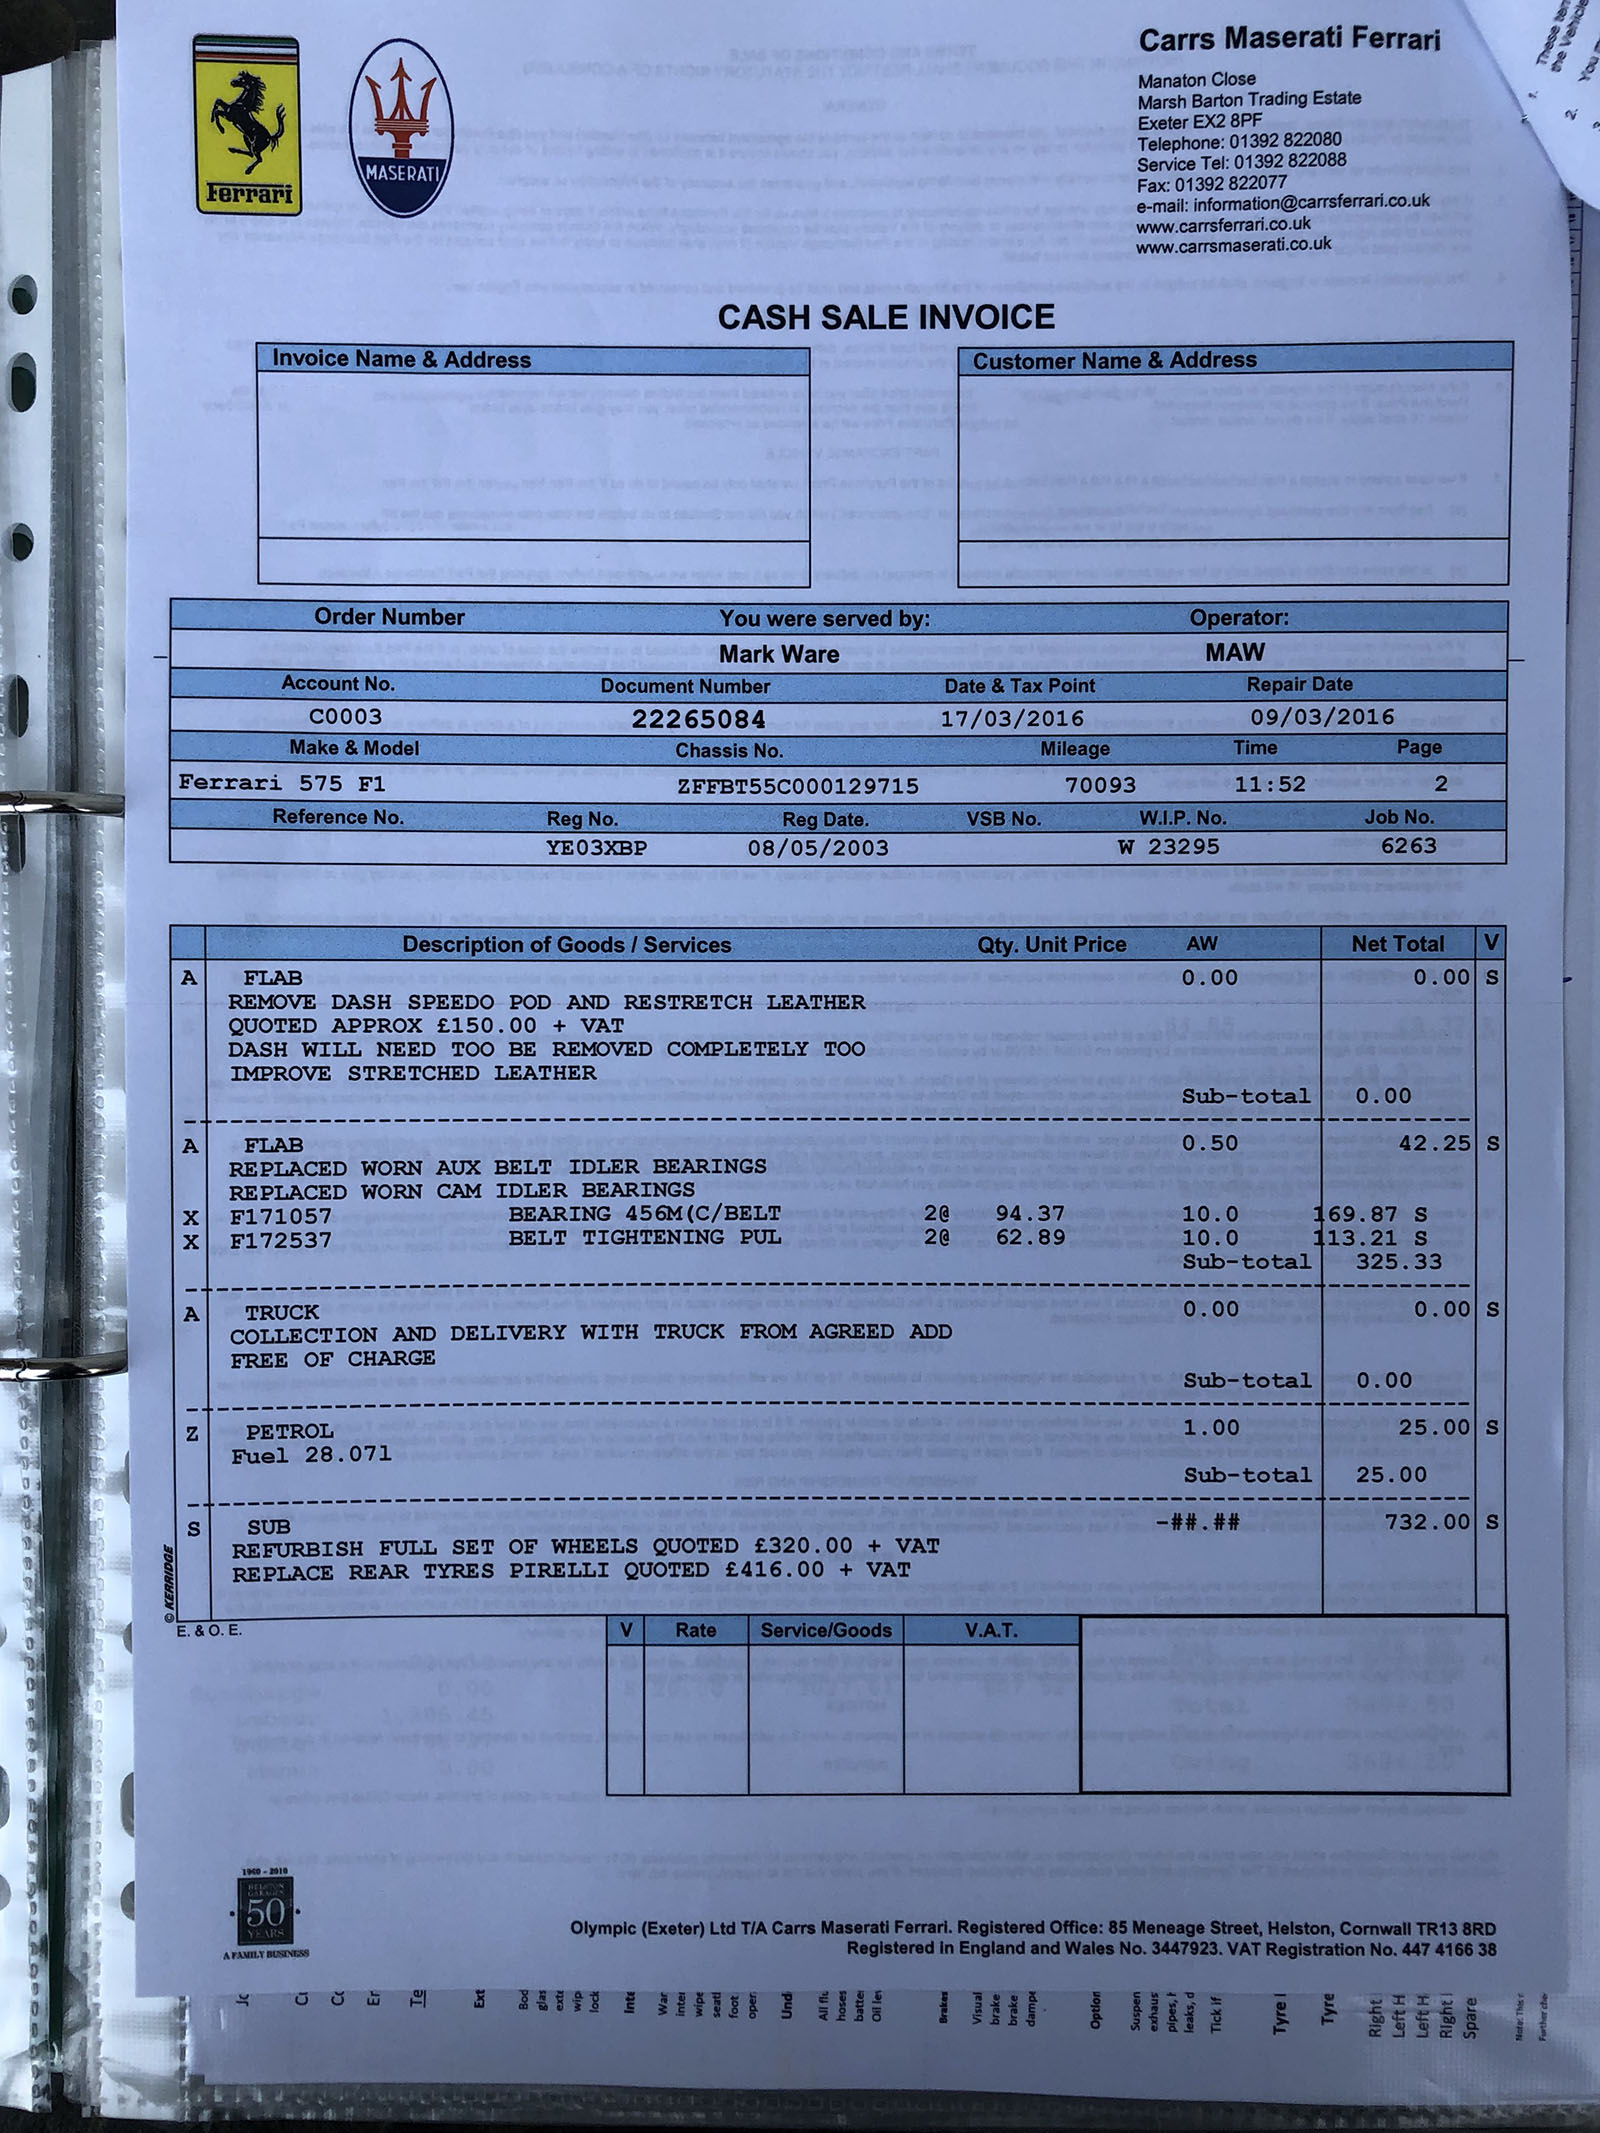 Ferrari
MASERATI
Carrs Maserati Ferrari
Manaton Close
Marsh Barton Trading Estate
Exeter EX2 8PF
Telephone: 01392 822080
Service Tel: 01392 822088
Fax: 01392 822077
e-mail: information@carrsferrari.co.uk
www.carrsferrari.co.uk
www.carrsmaserati.co.uk
1. These
the Vehicle
2. You
CASH SALE INVOICE
Invoice Name & Address Customer Name & Address
Order Number You were served by: Operator:
Mark Ware MAW
Account No. Document Number Date & Tax Point Repair Date
C0003 22265084 17/03/2016 09/03/2016
Make & Model Chassis No. Mileage Time Page
Ferrari 575 F1 ZFFBT55C000129715 70093 11:52 2
Reference No. Reg No. Reg Date. VSB No. W.I.P. No. Job No.
YE03XBP 08/05/2003 W 23295 6263
Description of Goods / Services Qty. Unit Price AW Net Total V
A FLAB 0.00 0.00 S
REMOVE DASH SPEEDO POD AND RESTRETCH LEATHER
QUOTED APPROX £150.00 + VAT
DASH WILL NEED TOO BE REMOVED COMPLETELY TOO
IMPROVE STRETCHED LEATHER
Sub-total 0.00
A FLAB 0.50 42.25 S
REPLACED WORN AUX BELT IDLER BEARINGS
REPLACED WORN CAM IDLER BEARINGS
X F171057 BEARING 456M(C/BELT 2@ 94.37 10.0 169.87 S
X F172537 BELT TIGHTENING PUL 2@ 62.89 10.0 113.21 S
Sub-total 325.33
A TRUCK 0.00 0.00 S
COLLECTION AND DELIVERY WITH TRUCK FROM AGREED ADD
FREE OF CHARGE
Sub-total 0.00
Z PETROL 1.00 25.00 S
Fuel 28.07l
Sub-total 25.00
S SUB -##.## 732.00 S
REFURBISH FULL SET OF WHEELS QUOTED £320.00 + VAT
REPLACE REAR TYRES PIRELLI QUOTED £416.00 + VAT
© KERRIDGE
E. & O. E.
V Rate Service/Goods V.A.T.
1960 - 2010
HELSTON
GARAGES
50
YEARS
A FAMILY BUSINESS
Olympic (Exeter) Ltd T/A Carrs Maserati Ferrari. Registered Office: 85 Meneage Street, Helston, Cornwall TR13 8RD
Registered in England and Wales No. 3447923. VAT Registration No. 447 4166 38